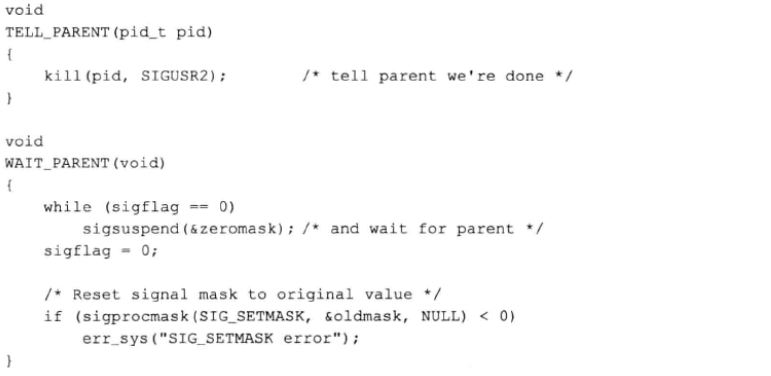 void
TELL_PARENT(pid_t pid)
{
    kill(pid, SIGUSR2);        /* tell parent we're done */
}

void
WAIT_PARENT(void)
{
    while (sigflag == 0)
        sigsuspend(&zeromask); /* and wait for parent */
    sigflag = 0;

    /* Reset signal mask to original value */
    if (sigprocmask(SIG_SETMASK, &oldmask, NULL) < 0)
        err_sys("SIG_SETMASK error");
}